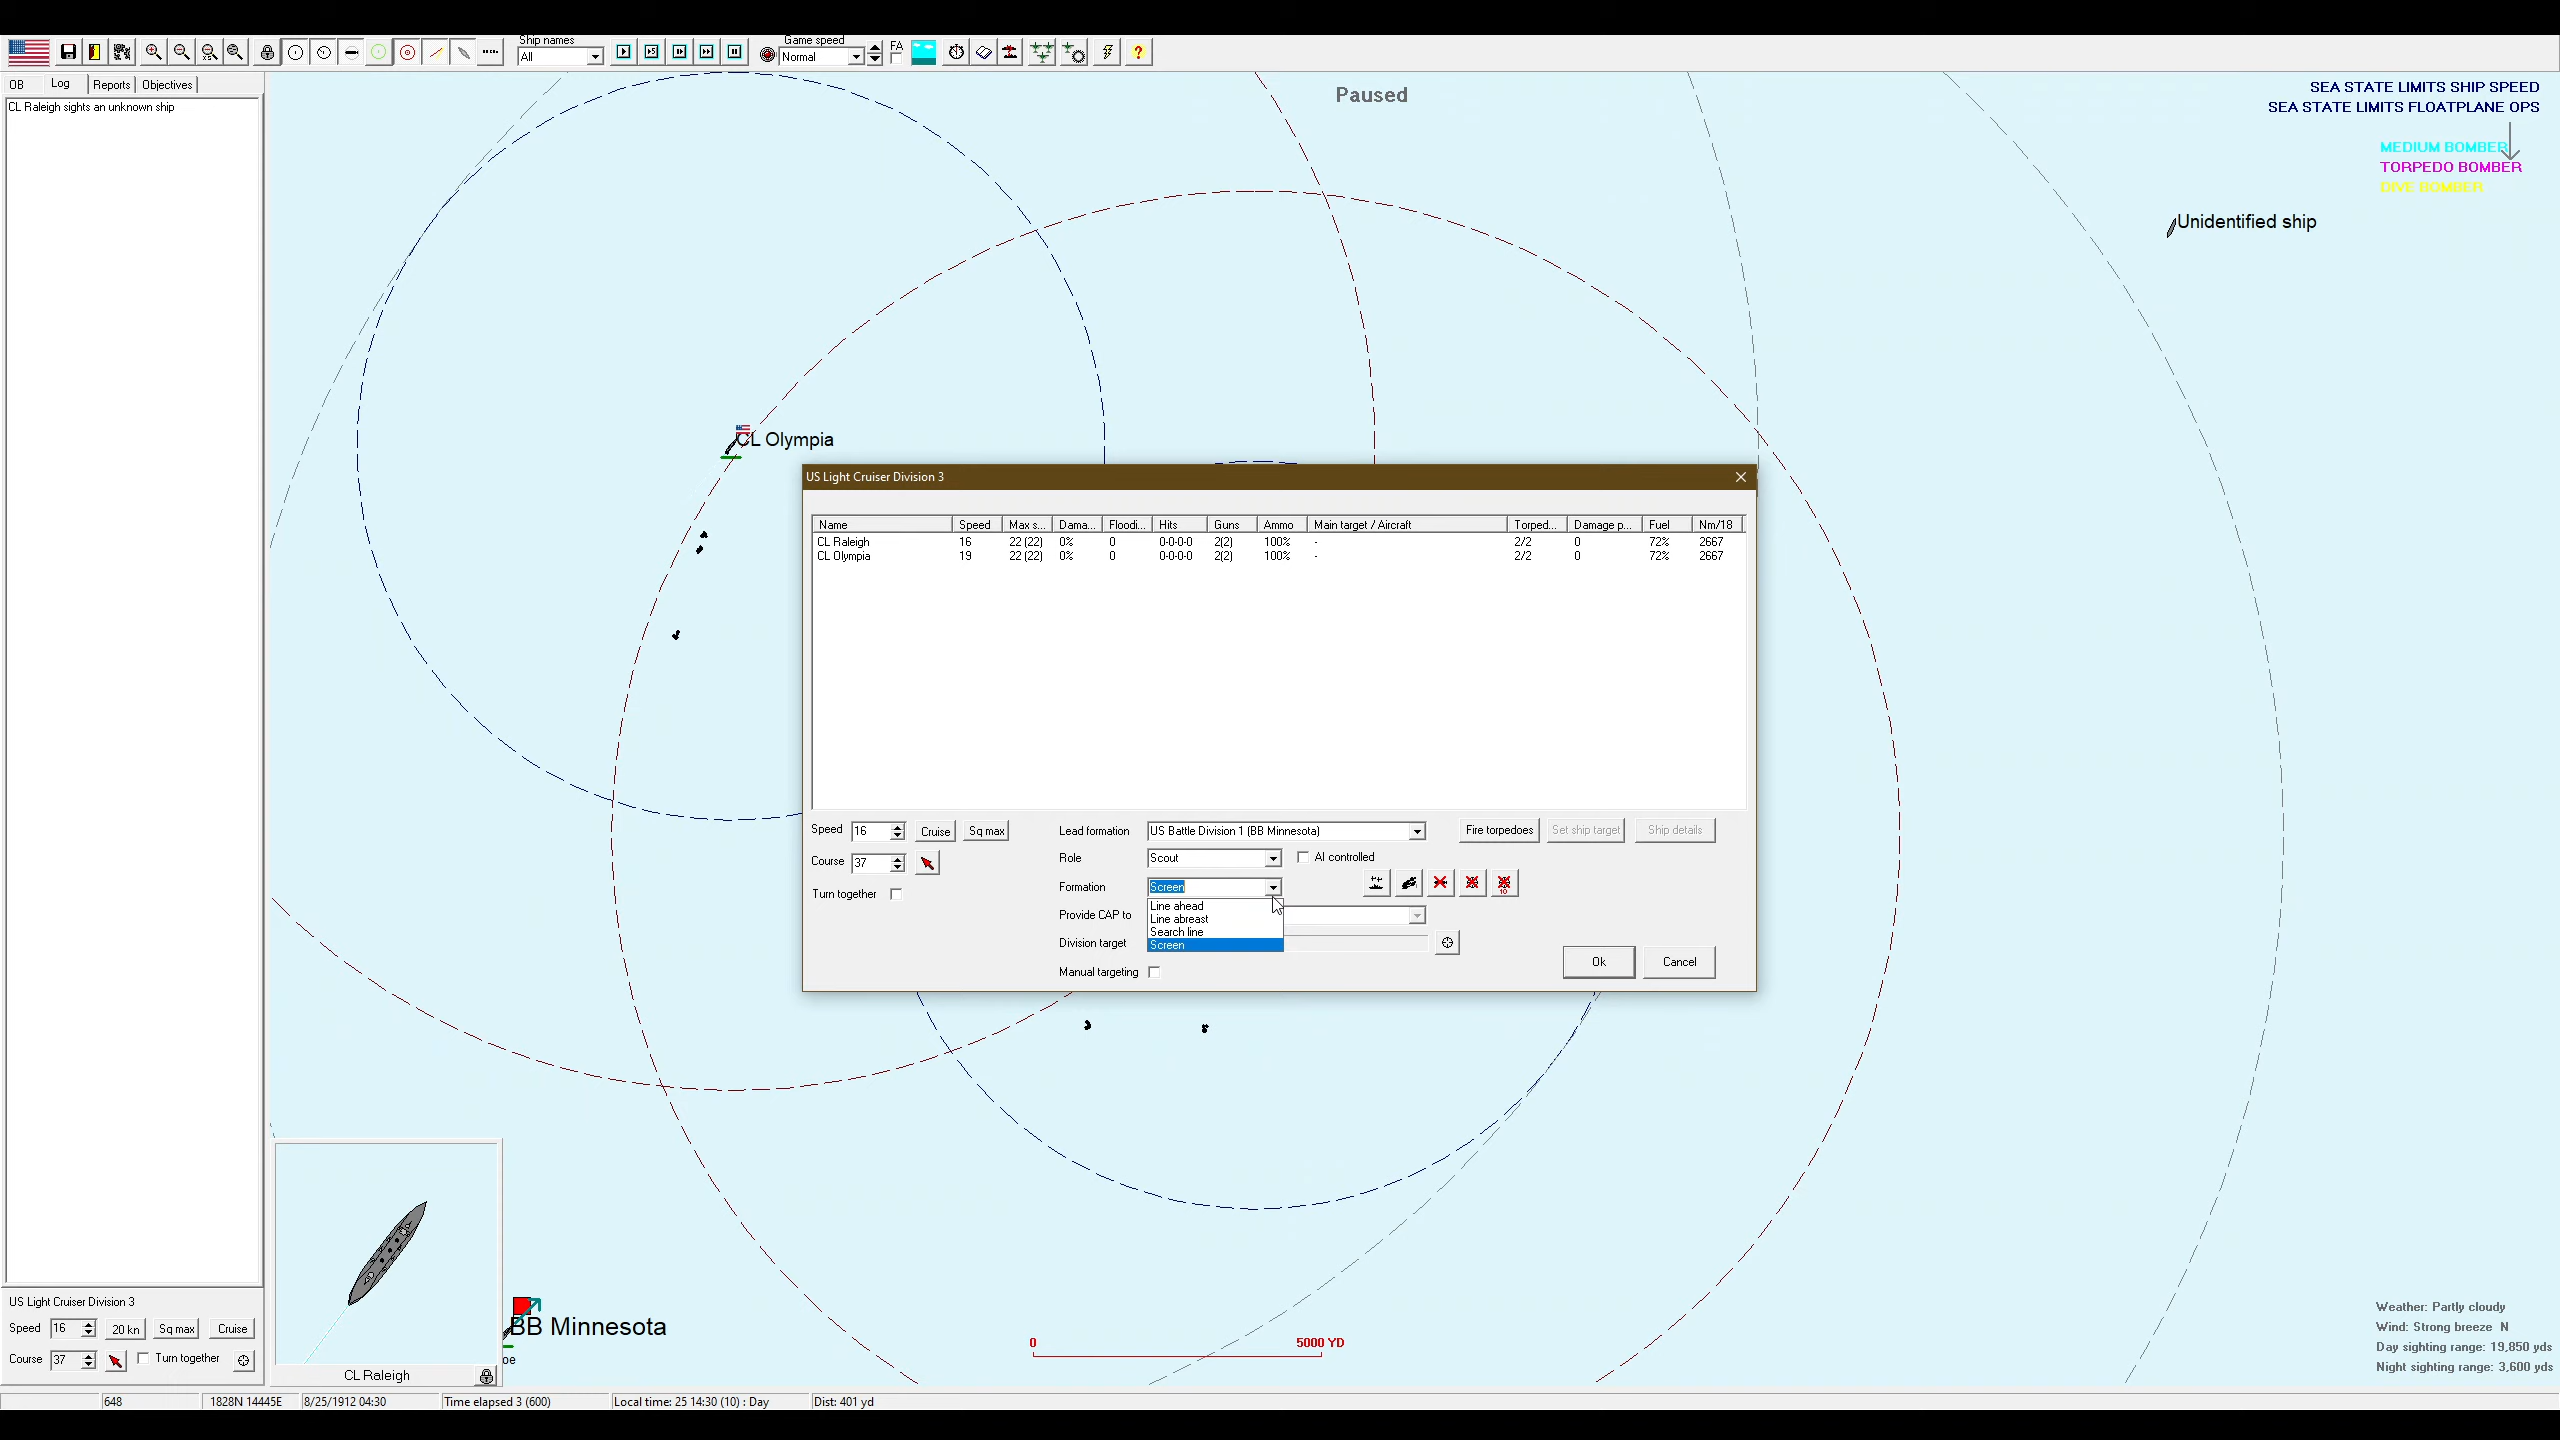 Ship names
All
Game speed
Normal
FA
OB Log Reports Objectives
CL Raleigh sights an unknown ship
Paused
SEA STATE LIMITS SHIP SPEED
SEA STATE LIMITS FLOATPLANE OPS
MEDIUM BOMBER
TORPEDO BOMBER
DIVE BOMBER
Unidentified ship
CL Olympia
US Light Cruiser Division 3
Name Speed Max s... Dama... Floodi... Hits Guns Ammo Main target / Aircraft Torped... Damage p... Fuel Nm/18
CL Raleigh 16 22 (22) 0% 0 0-0-0-0 2(2) 100% - 2/2 0 72% 2667
CL Olympia 19 22 (22) 0% 0 0-0-0-0 2(2) 100% - 2/2 0 72% 2667
Speed 16 Cruise Sq max
Lead formation US Battle Division 1 (BB Minnesota)
Fire torpedoes Set ship target Ship details
Course 37
Role Scout AI controlled
Formation Screen
10
Turn together
Line ahead
Line abreast
Search line
Screen
Provide CAP to
Division target
Manual targeting
Ok Cancel
US Light Cruiser Division 3
Speed 16 20 kn Sq max Cruise
Course 37 Turn together
CL Raleigh
BB Minnesota
oe
0 5000 YD
Weather: Partly cloudy
Wind: Strong breeze N
Day sighting range: 19,850 yds
Night sighting range: 3,600 yds
648 1828N 14445E 8/25/1912 04:30 Time elapsed 3 (600) Local time: 25 14:30 (10) : Day Dist: 401 yd